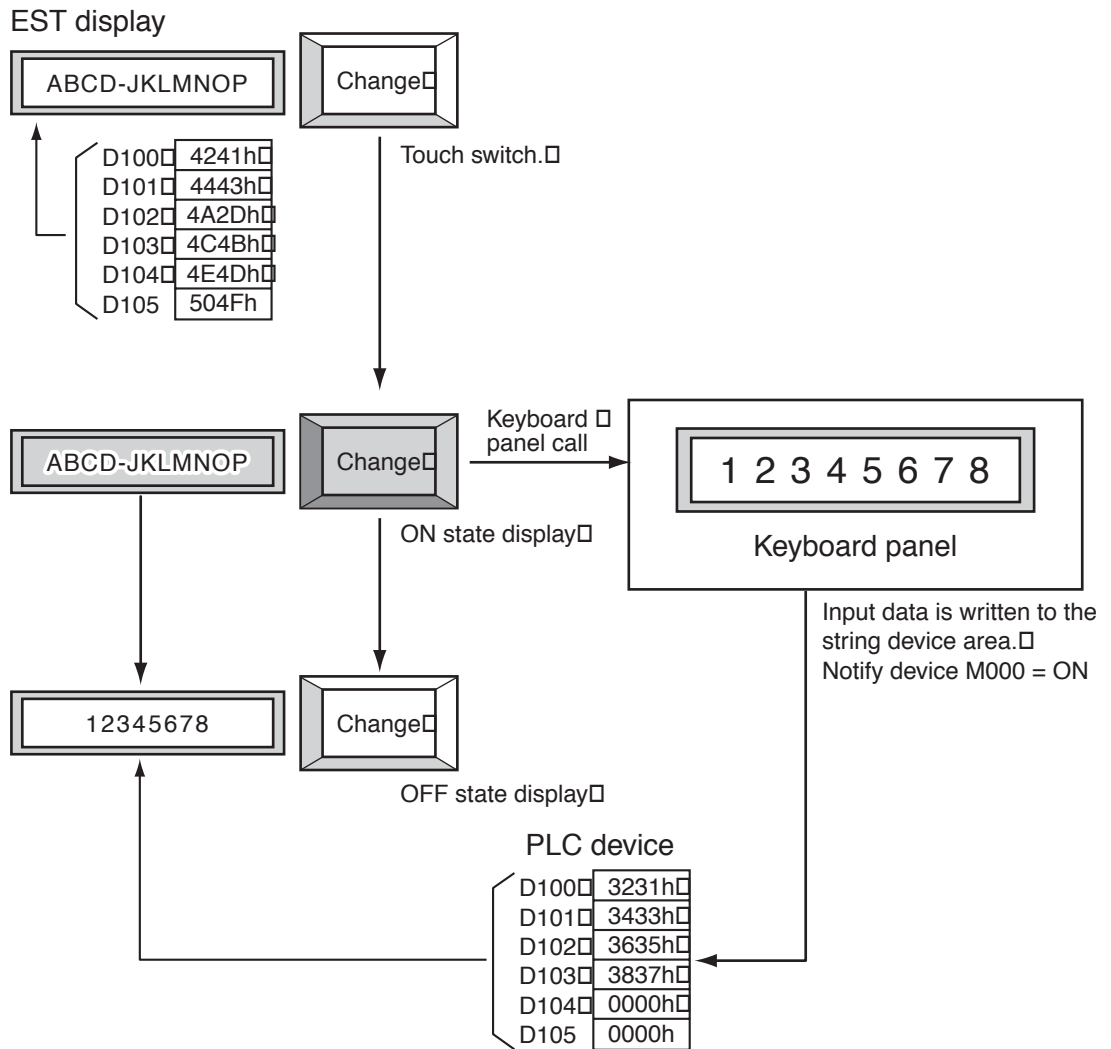 EST display
ABCD-JKLMNOP
Change□
Touch switch.□
D100□ 4241h□
D101□ 4443h□
D102□ 4A2Dh□
D103□ 4C4Bh□
D104□ 4E4Dh□
D105 504Fh
ABCD-JKLMNOP
Change□
Keyboard □
panel call
ON state display□
1 2 3 4 5 6 7 8
Keyboard panel
Input data is written to the
string device area.□
Notify device M000 = ON
12345678
Change□
OFF state display□
PLC device
D100□ 3231h□
D101□ 3433h□
D102□ 3635h□
D103□ 3837h□
D104□ 0000h□
D105 0000h